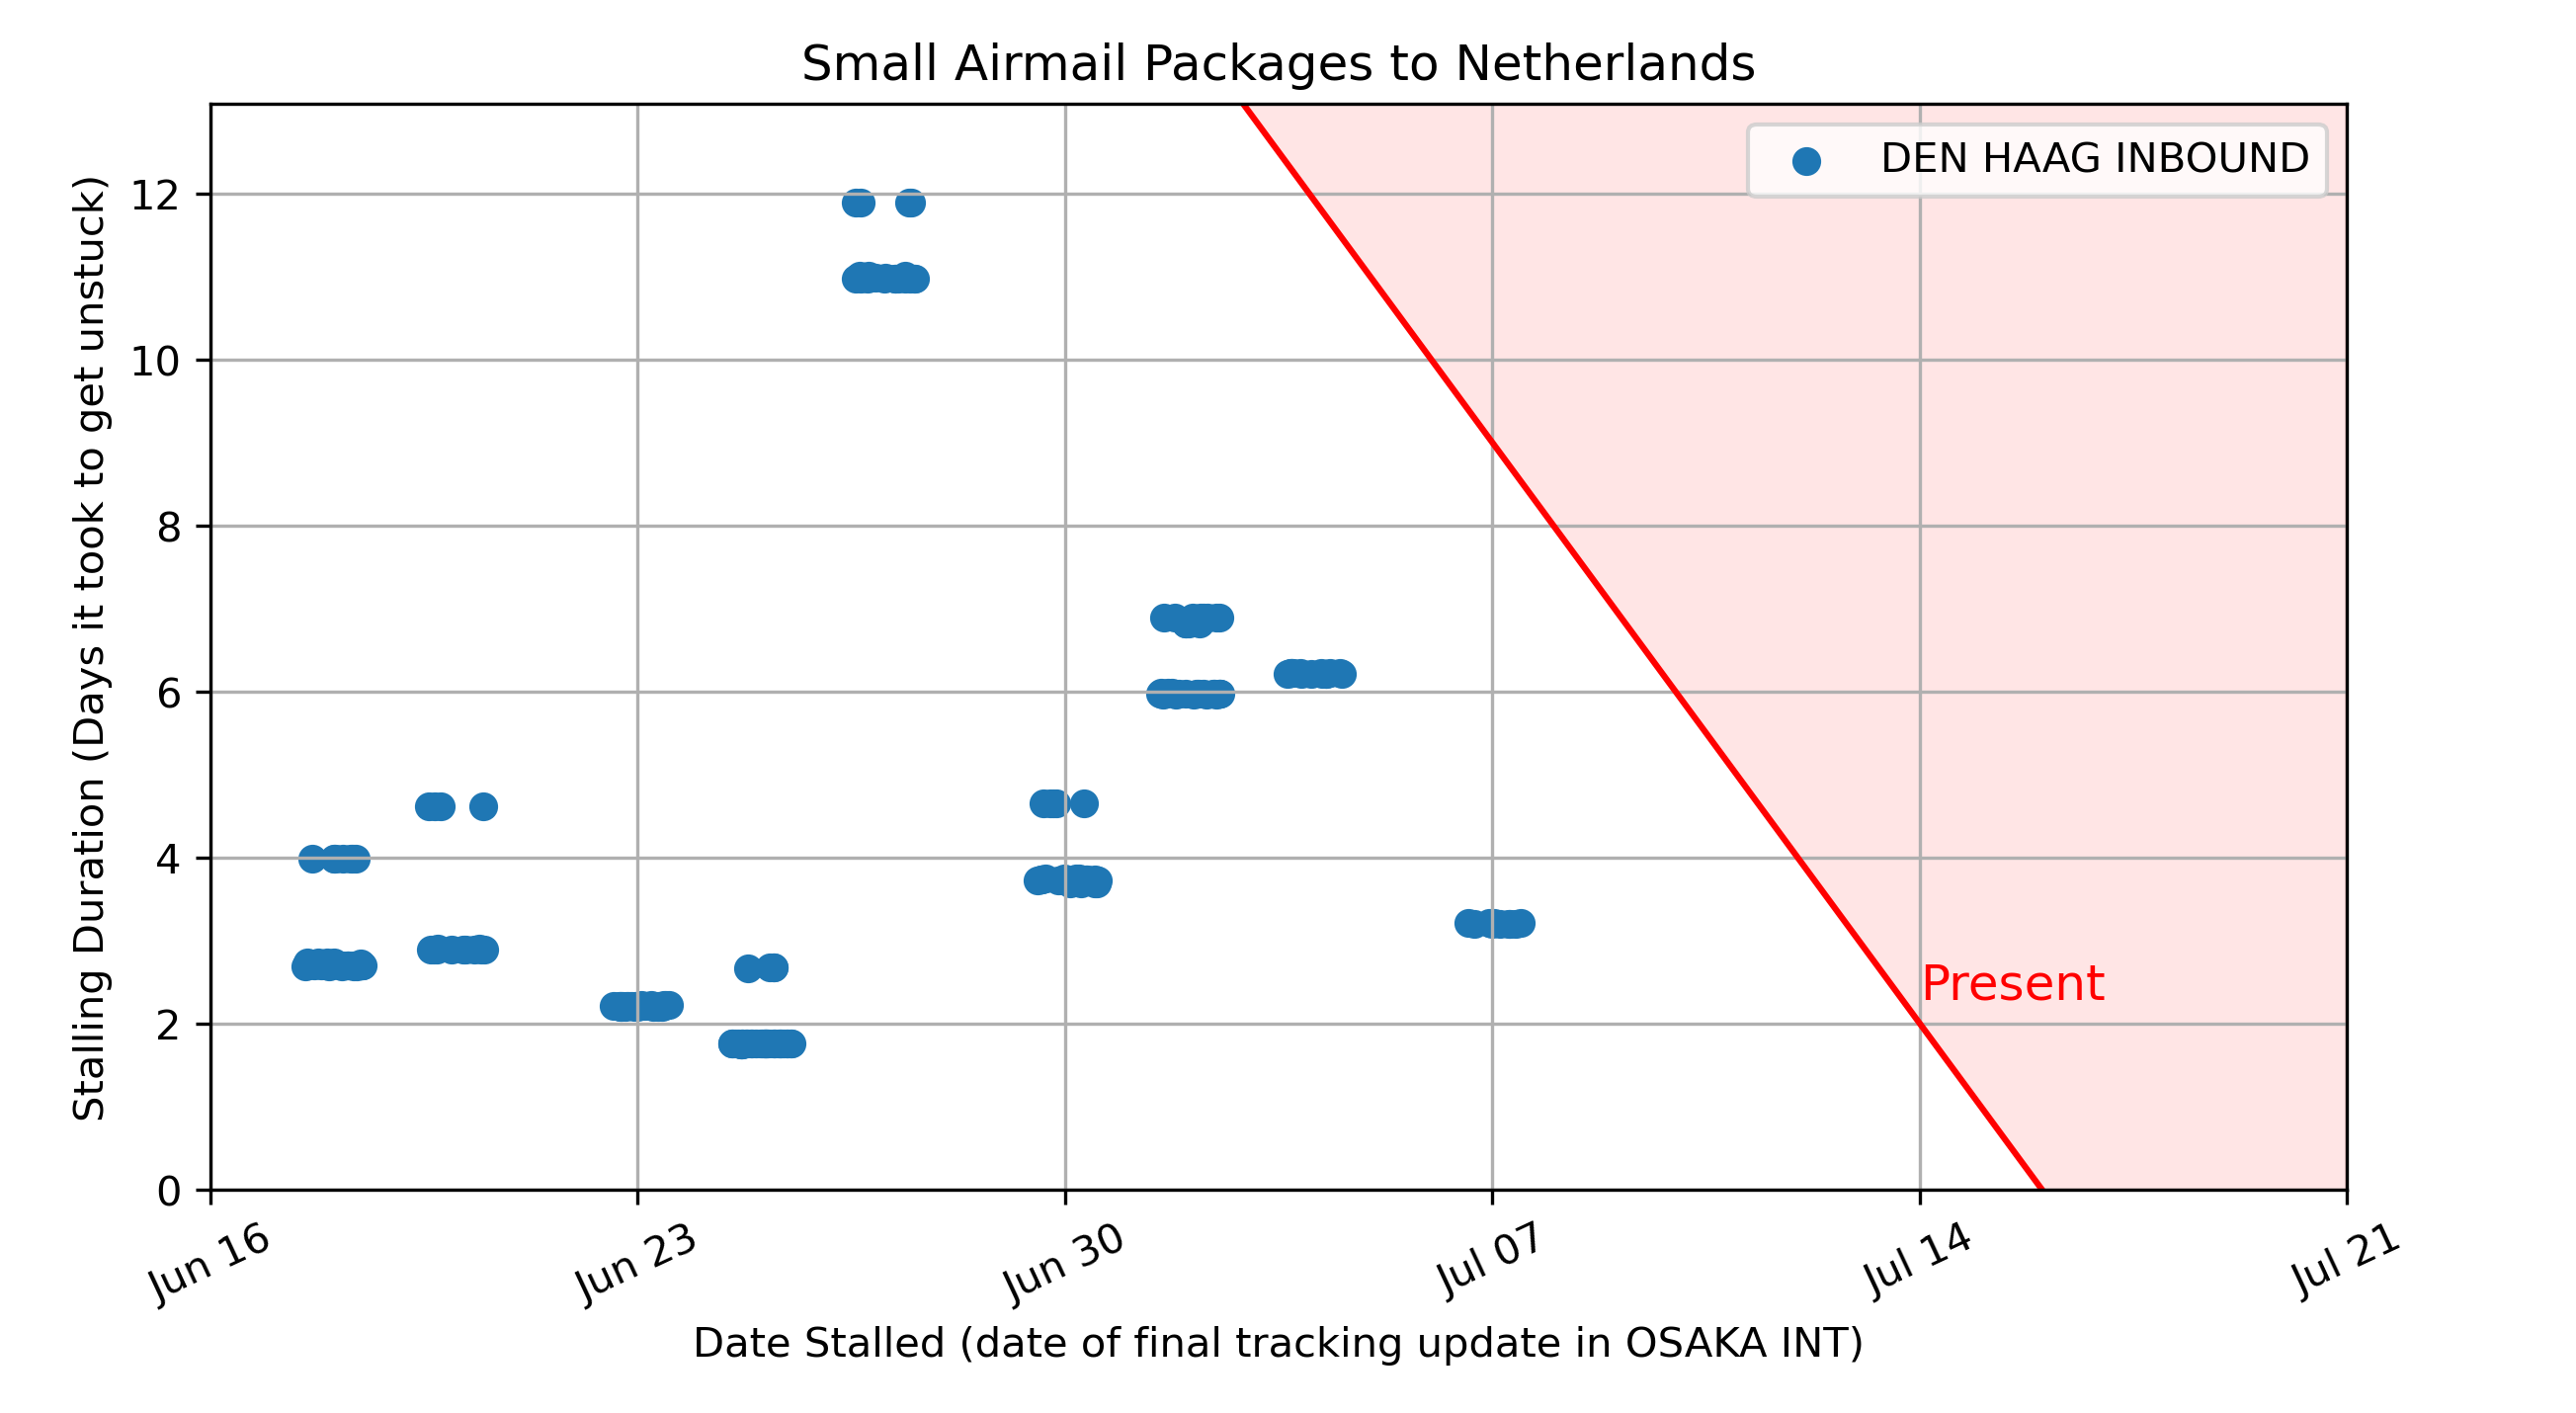 Small Airmail Packages to Netherlands
DEN HAAG INBOUND
Stalling Duration (Days it took to get unstuck)
12
10
8
6
4
2
0
Present
Jun 16
Jun 23
Jun 30
Jul 07
Jul 14
Jul 21
Date Stalled (date of final tracking update in OSAKA INT)